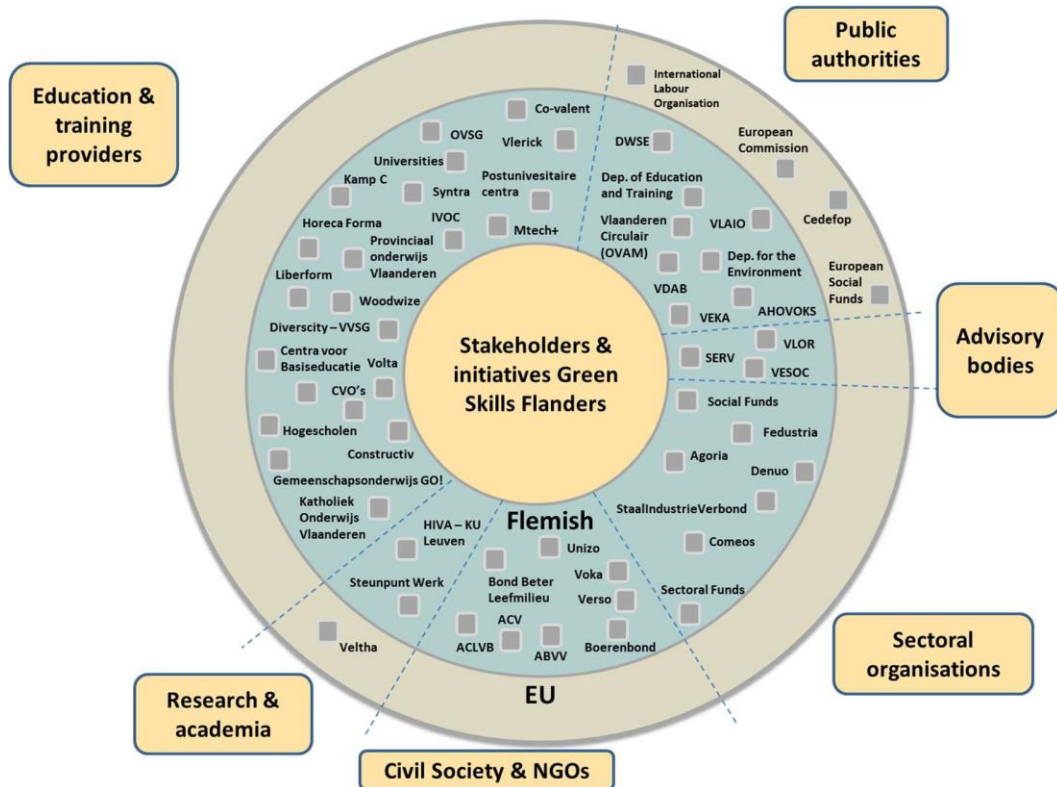 Public
authorities
Education &
training
providers
International
Labour
Organisation
European
Commission
Cedefop
European
Social
Funds
Co-valent
OVSG
Vlerick
Universities
Kamp C
Syntra
Postunivesitaire
centra
IVOC
Mtech+
Horeca Forma
Provinciaal
onderwijs
Vlaanderen
Liberform
Woodwize
Diverscity – VVSG
Centra voor
Basiseducatie
Volta
CVO's
Hogescholen
Constructiv
Gemeenschapsonderwijs GO!
Katholiek
Onderwijs
Vlaanderen
DWSE
Dep. of Education
and Training
Vlaanderen
Circulair
(OVAM)
VLAIO
Dep. for the
Environment
VDAB
VEKA
AHOVOKS
Stakeholders &
initiatives Green
Skills Flanders
SERV
VLOR
VESOC
Advisory
bodies
Social Funds
Fedustria
Agoria
Denuo
StaalIndustrieVerbond
Comeos
Sectoral Funds
Sectoral
organisations
Flemish
HIVA – KU
Leuven
Steunpunt Werk
Veltha
Research &
academia
Unizo
Bond Beter
Leefmilieu
Voka
Verso
ACV
ACLVB
ABVV
Boerenbond
EU
Civil Society & NGOs